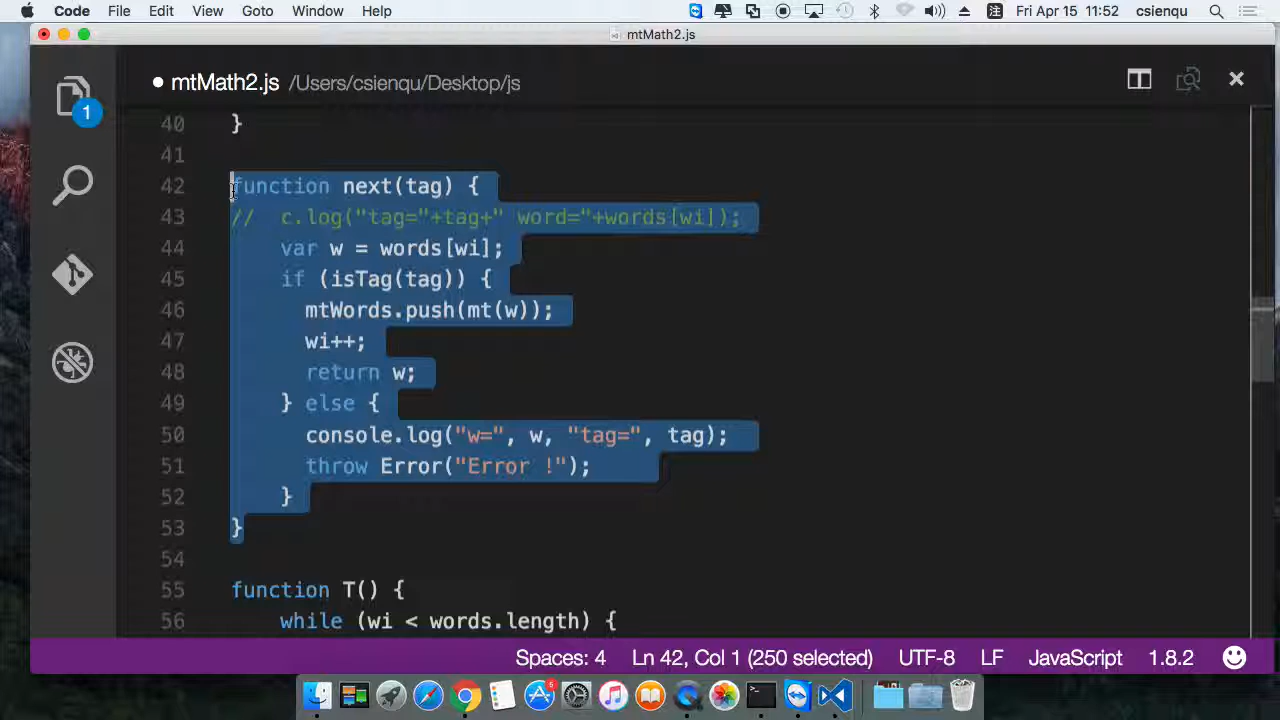 Code File Edit View Goto Window Help 注 Fri Apr 15 11:52 csienqu
mtMath2.js
mtMath2.js /Users/csienqu/Desktop/js
1
40 }
41
42 function next(tag) {
43 // c.log("tag="+tag+" word="+words[wi]);
44 var w = words[wi];
45 if (isTag(tag)) {
46 mtWords.push(mt(w));
47 wi++;
48 return w;
49 } else {
50 console.log("w=", w, "tag=", tag);
51 throw Error("Error !");
52 }
53 }
54
55 function T() {
56 while (wi < words.length) {
Spaces: 4 Ln 42, Col 1 (250 selected) UTF-8 LF JavaScript 1.8.2
6